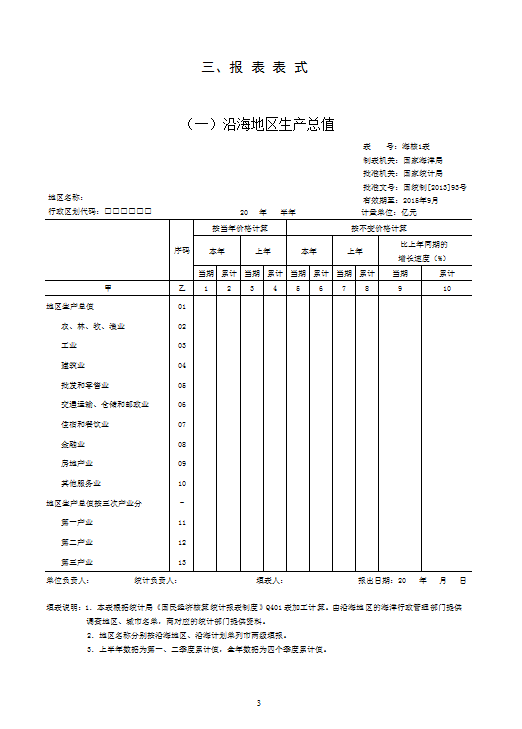 三、报 表 表 式
（一）沿海地区生产总值
表　　号：海核1表
制表机关：国家海洋局
批准机关：国家统计局
批准文号：国统制[2013]93号
地区名称：　有效期至：2015年9月
行政区划代码：□□□□□□　20　年　半年　计量单位：亿元
序码　按当年价格计算　按不变价格计算
本年　上年　本年　上年　比上年同期的
增长速度（%）
当期　累计　当期　累计　当期　累计　当期　累计　当期　累计
甲　乙　1　2　3　4　5　6　7　8　9　10
地区生产总值　01
农、林、牧、渔业　02
工业　03
建筑业　04
批发和零售业　05
交通运输、仓储和邮政业　06
住宿和餐饮业　07
金融业　08
房地产业　09
其他服务业　10
地区生产总值按三次产业分　－
第一产业　11
第二产业　12
第三产业　13
单位负责人：　统计负责人：　填表人：　报出日期：20　年　月　日
填表说明：1. 本表根据统计局《国民经济核算统计报表制度》Q401表加工计算。由沿海地区的海洋行政管理部门提供
调查地区、城市名单，商对应的统计部门提供资料。
2. 地区名称分别按沿海地区、沿海计划单列市两级填报。
3. 上半年数据为第一、二季度累计值，全年数据为四个季度累计值。
3